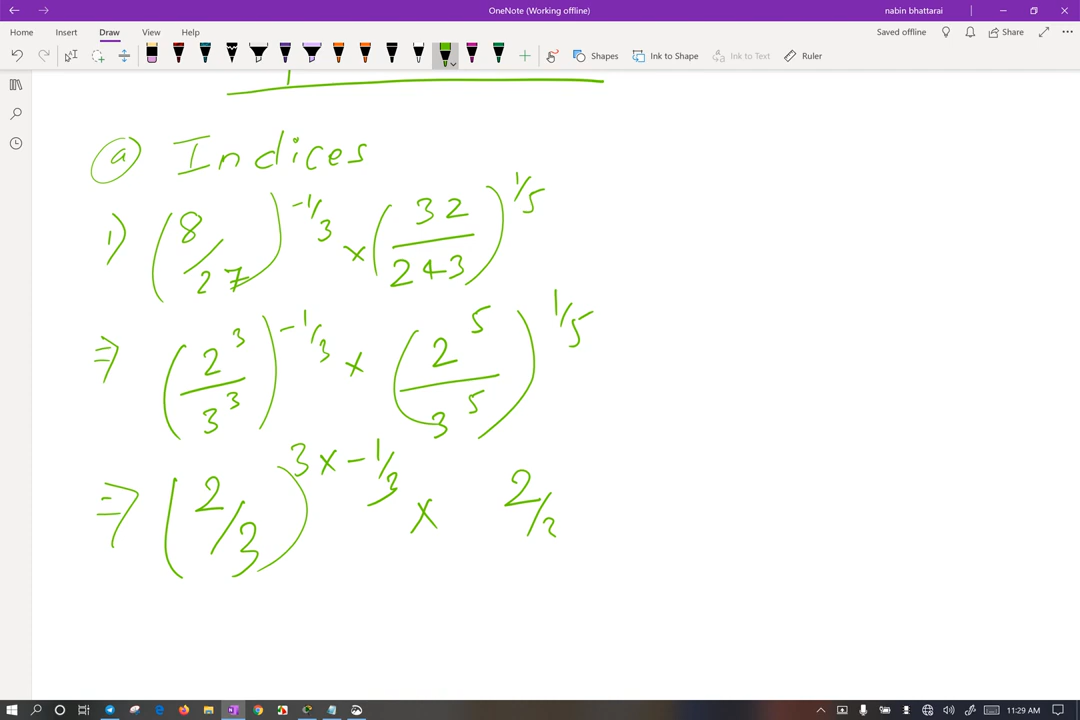 OneNote (Working offline)
nabin bhattarai
Home Insert Draw View Help
Saved offline
Share
Shapes
Ink to Shape
Ink to Text
Ruler
(a) Indices
1) (8/27)^-1/3 × (32/243)^1/5
⇒ (2^3/3^3)^-1/3 × (2^5/3^5)^1/5
⇒ (2/3)^3×-1/3 × 2/
11:29 AM